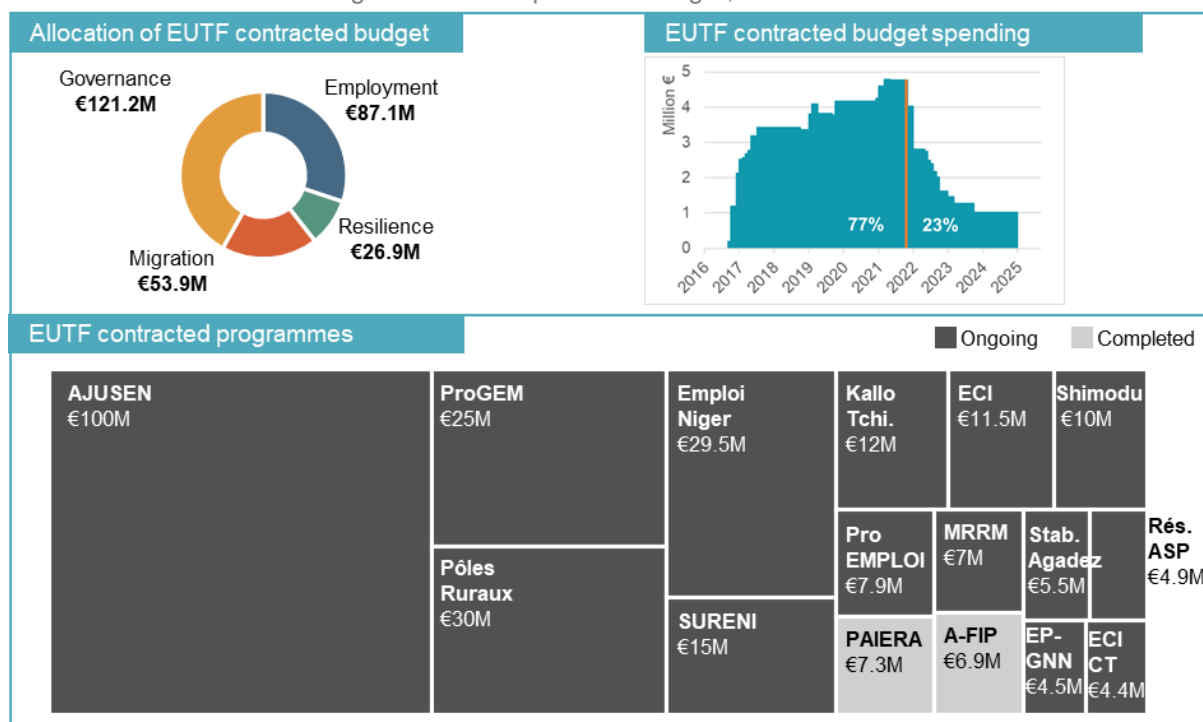 Allocation of EUTF contracted budget
Governance
€121.2M
Employment
€87.1M
Resilience
€26.9M
Migration
€53.9M
EUTF contracted budget spending
Million €
5
4
3
2
1
0
77%
23%
2016
2017
2018
2019
2020
2021
2022
2023
2024
2025
EUTF contracted programmes
Ongoing
Completed
AJUSEN
€100M
ProGEM
€25M
Pôles
Ruraux
€30M
Emploi
Niger
€29.5M
SURENI
€15M
Kallo
Tchi.
€12M
ECI
€11.5M
Shimodu
€10M
Pro
EMPLOI
€7.9M
MRRM
€7M
Stab.
Agadez
€5.5M
Rés.
ASP
€4.9M
PAIERA
€7.3M
A-FIP
€6.9M
EP-
GNN
€4.5M
ECI
CT
€4.4M